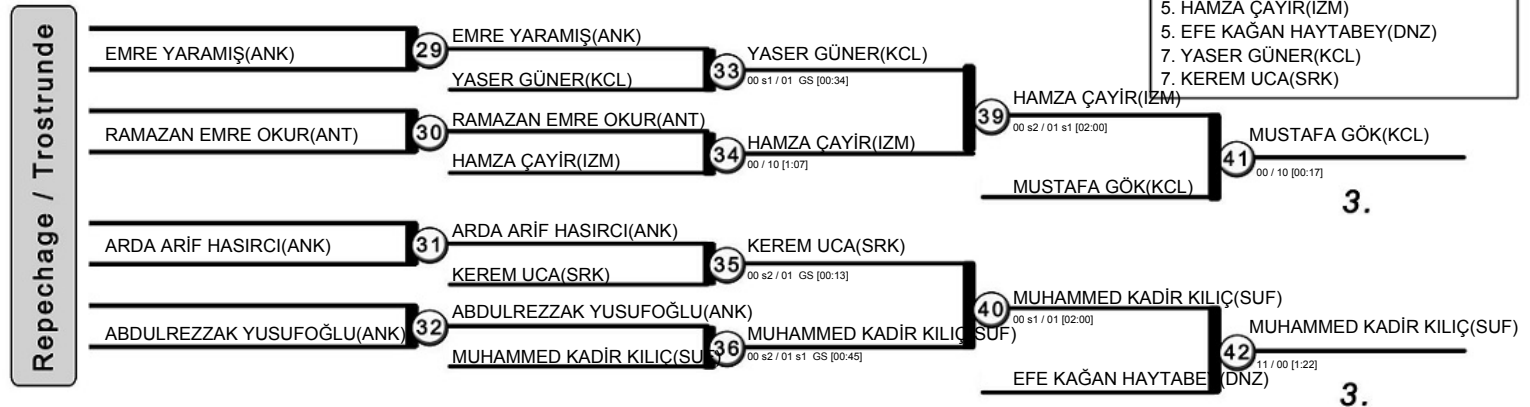 Repechage / Trostrunde
EMRE YARAMIŞ(ANK)
RAMAZAN EMRE OKUR(ANT)
ARDA ARİF HASIRCI(ANK)
ABDULREZZAK YUSUFOĞLU(ANK)
29
30
31
32
EMRE YARAMIŞ(ANK)
YASER GÜNER(KCL)
RAMAZAN EMRE OKUR(ANT)
HAMZA ÇAYİR(IZM)
ARDA ARİF HASIRCI(ANK)
KEREM UCA(SRK)
ABDULREZZAK YUSUFOĞLU(ANK)
MUHAMMED KADİR KILIÇ(SUF)
33
34
35
36
YASER GÜNER(KCL)
00 s1 / 01 GS [00:34]
HAMZA ÇAYİR(IZM)
00 / 10 [1:07]
KEREM UCA(SRK)
00 s2 / 01 GS [00:13]
MUHAMMED KADİR KILIÇ(SUF)
00 s2 / 01 s1 GS [00:45]
39
40
HAMZA ÇAYİR(IZM)
00 s2 / 01 s1 [02:00]
MUSTAFA GÖK(KCL)
MUHAMMED KADİR KILIÇ(SUF)
00 s1 / 01 [02:00]
EFE KAĞAN HAYTABEY(DNZ)
41
42
MUSTAFA GÖK(KCL)
00 / 10 [00:17]
3.
MUHAMMED KADİR KILIÇ(SUF)
11 / 00 [1:22]
3.
5. HAMZA ÇAYİR(IZM)
5. EFE KAĞAN HAYTABEY(DNZ)
7. YASER GÜNER(KCL)
7. KEREM UCA(SRK)